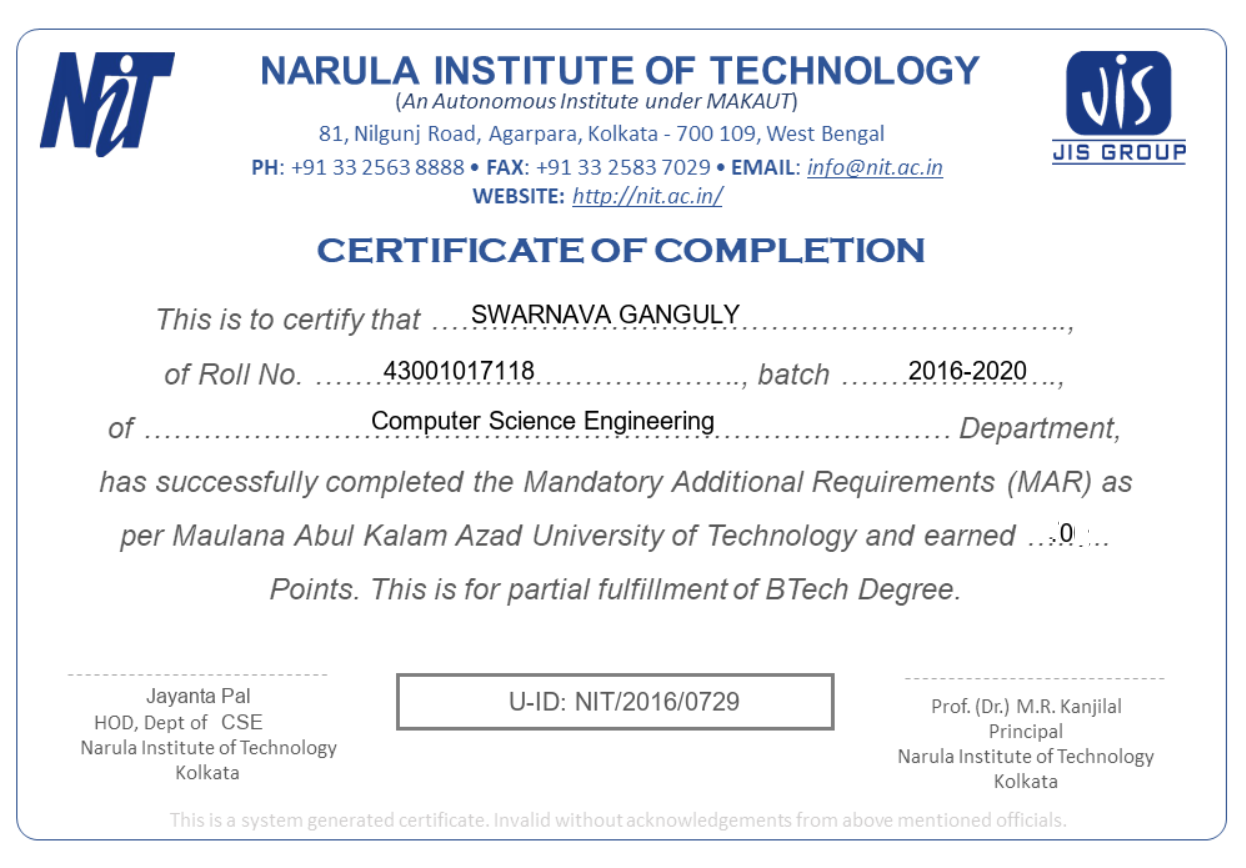 NiT
NARULA INSTITUTE OF TECHNOLOGY
(An Autonomous Institute under MAKAUT)
81, Nilgunj Road, Agarpara, Kolkata - 700 109, West Bengal
PH: +91 33 2563 8888 • FAX: +91 33 2583 7029 • EMAIL: info@nit.ac.in
WEBSITE: http://nit.ac.in/
JIS
JIS GROUP
CERTIFICATE OF COMPLETION
This is to certify that .... SWARNAVA GANGULY ....,
of Roll No. .... 43001017118 ...., batch .... 2016-2020 ....,
of .... Computer Science Engineering .... Department,
has successfully completed the Mandatory Additional Requirements (MAR) as
per Maulana Abul Kalam Azad University of Technology and earned ....
Points. This is for partial fulfillment of BTech Degree.
Jayanta Pal
HOD, Dept of CSE
Narula Institute of Technology
Kolkata
U-ID: NIT/2016/0729
Prof. (Dr.) M.R. Kanjilal
Principal
Narula Institute of Technology
Kolkata
This is a system generated certificate. Invalid without acknowledgements from above mentioned officials.